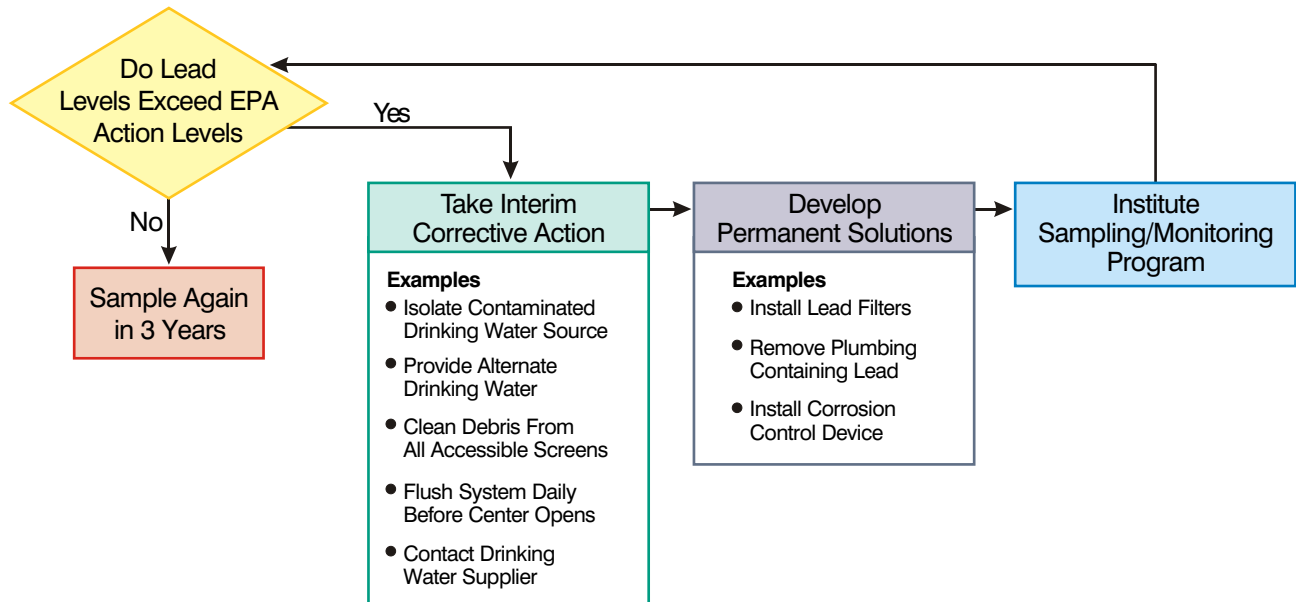 Do Lead
Levels Exceed EPA
Action Levels
Yes
No
Sample Again
in 3 Years
Take Interim
Corrective Action
Examples
• Isolate Contaminated
Drinking Water Source
• Provide Alternate
Drinking Water
• Clean Debris From
All Accessible Screens
• Flush System Daily
Before Center Opens
• Contact Drinking
Water Supplier
Develop
Permanent Solutions
Examples
• Install Lead Filters
• Remove Plumbing
Containing Lead
• Install Corrosion
Control Device
Institute
Sampling/Monitoring
Program